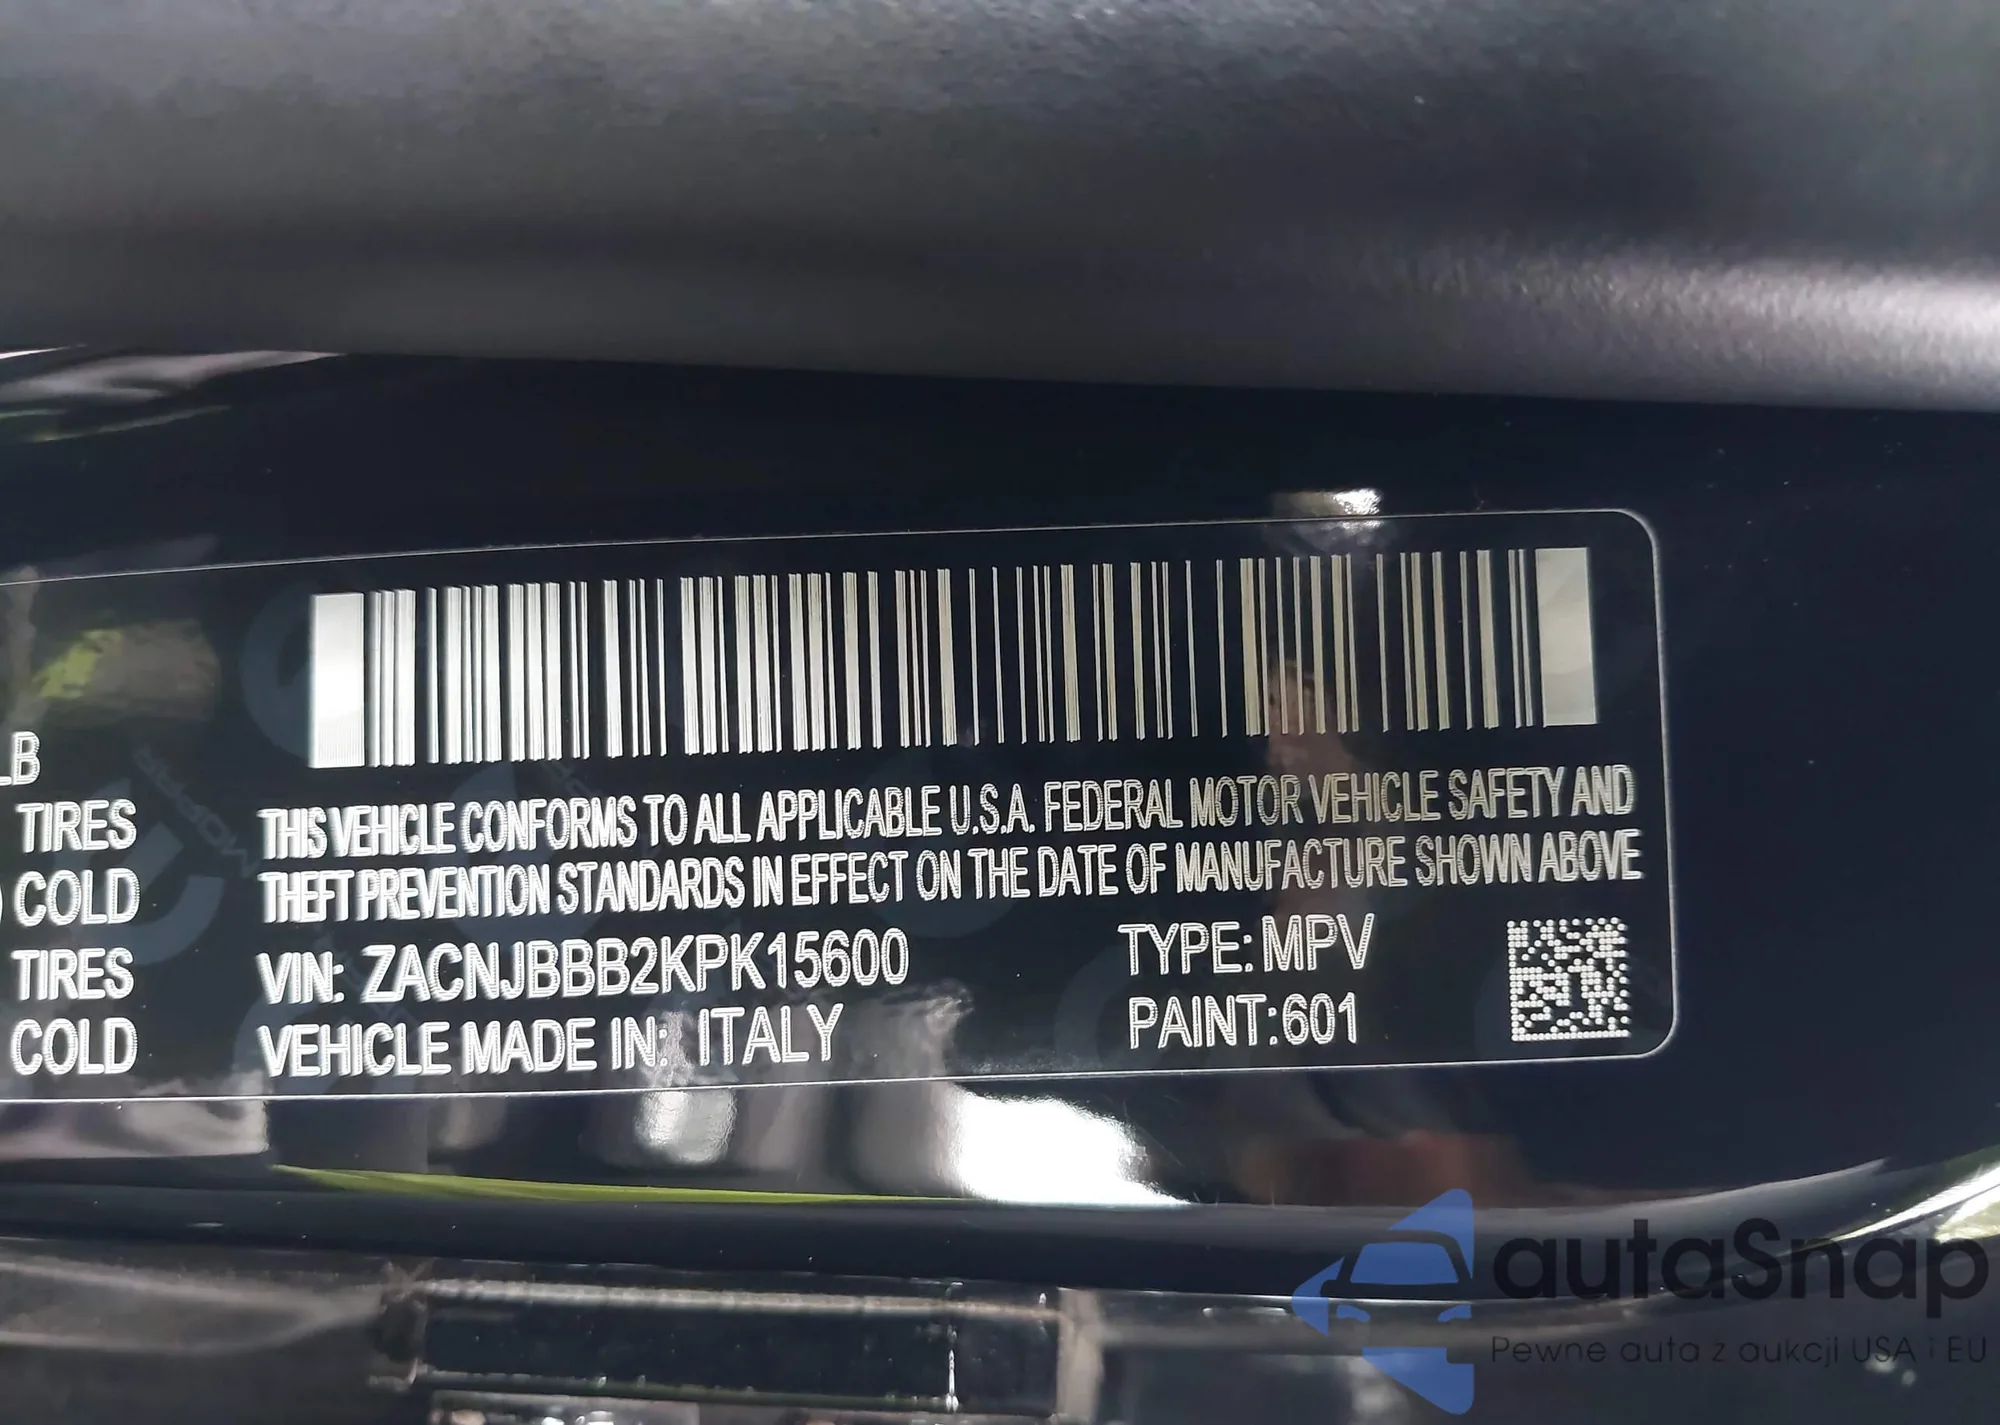 LB
TIRES
COLD
TIRES
COLD
THIS VEHICLE CONFORMS TO ALL APPLICABLE U.S.A. FEDERAL MOTOR VEHICLE SAFETY AND
THEFT PREVENTION STANDARDS IN EFFECT ON THE DATE OF MANUFACTURE SHOWN ABOVE
VIN: ZACNJBBB2KPK15600
TYPE: MPV
VEHICLE MADE IN: ITALY
PAINT:601
MOPAR
autaSnap
Pewne auta z aukcji USA i EU